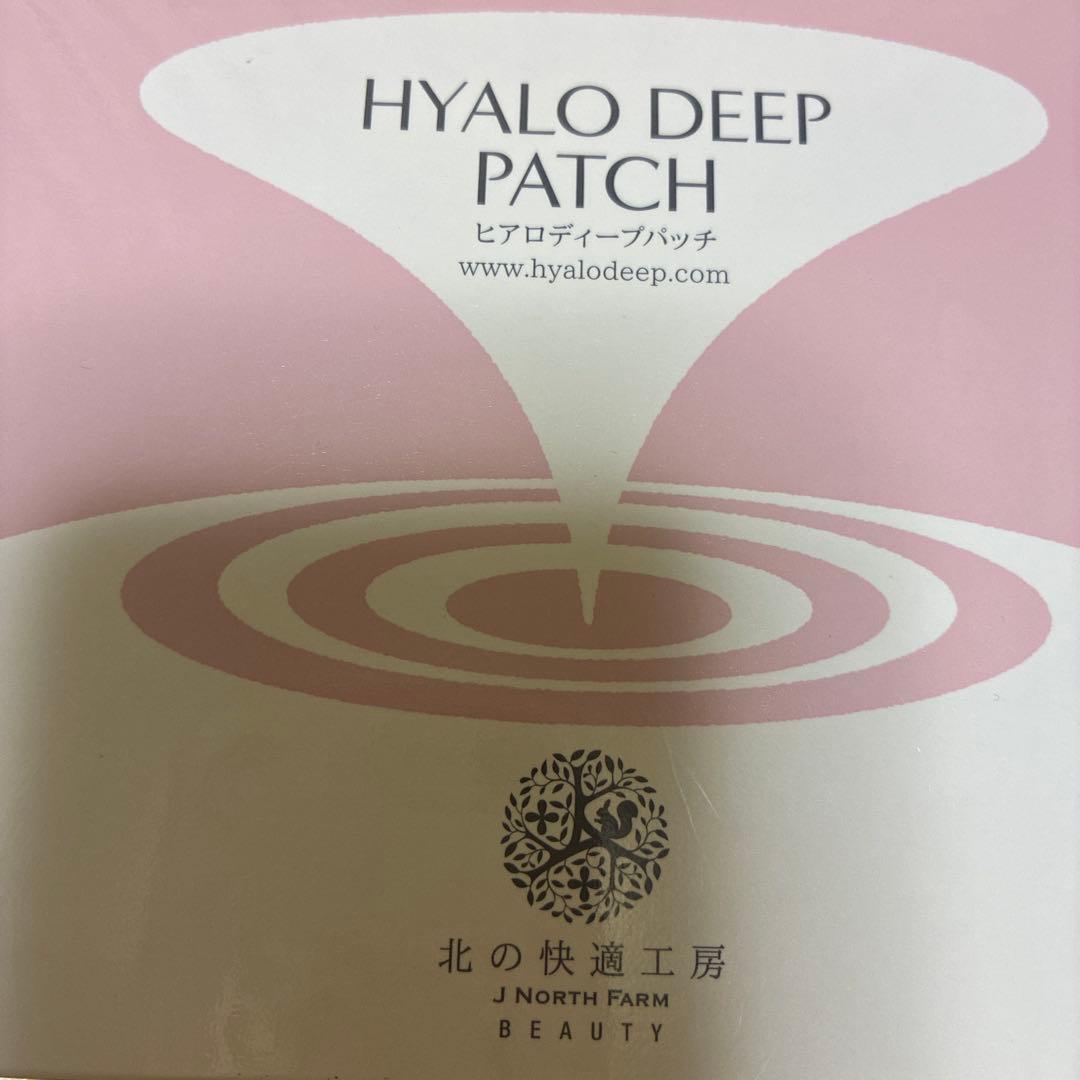 HYALO DEEP
PATCH
ヒアロディープパッチ
www.hyalodeep.com
北の快適工房
J NORTH FARM
BEAUTY